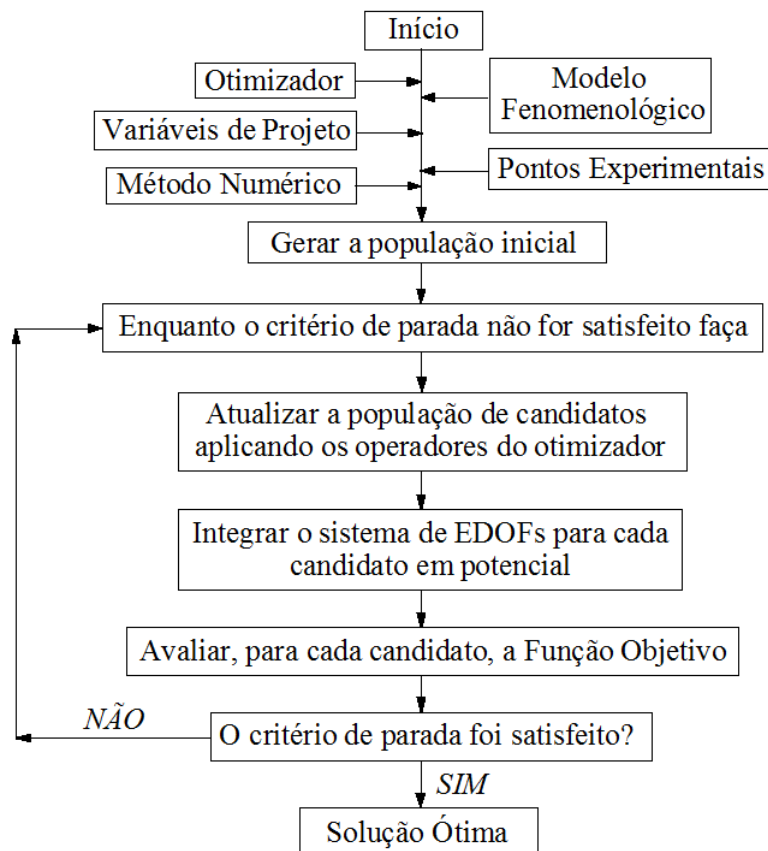 Início
Otimizador
Modelo
Fenomenológico
Variáveis de Projeto
Pontos Experimentais
Método Numérico
Gerar a população inicial
Enquanto o critério de parada não for satisfeito faça
Atualizar a população de candidatos
aplicando os operadores do otimizador
Integrar o sistema de EDOFs para cada
candidato em potencial
Avaliar, para cada candidato, a Função Objetivo
NÃO
O critério de parada foi satisfeito?
SIM
Solução Ótima